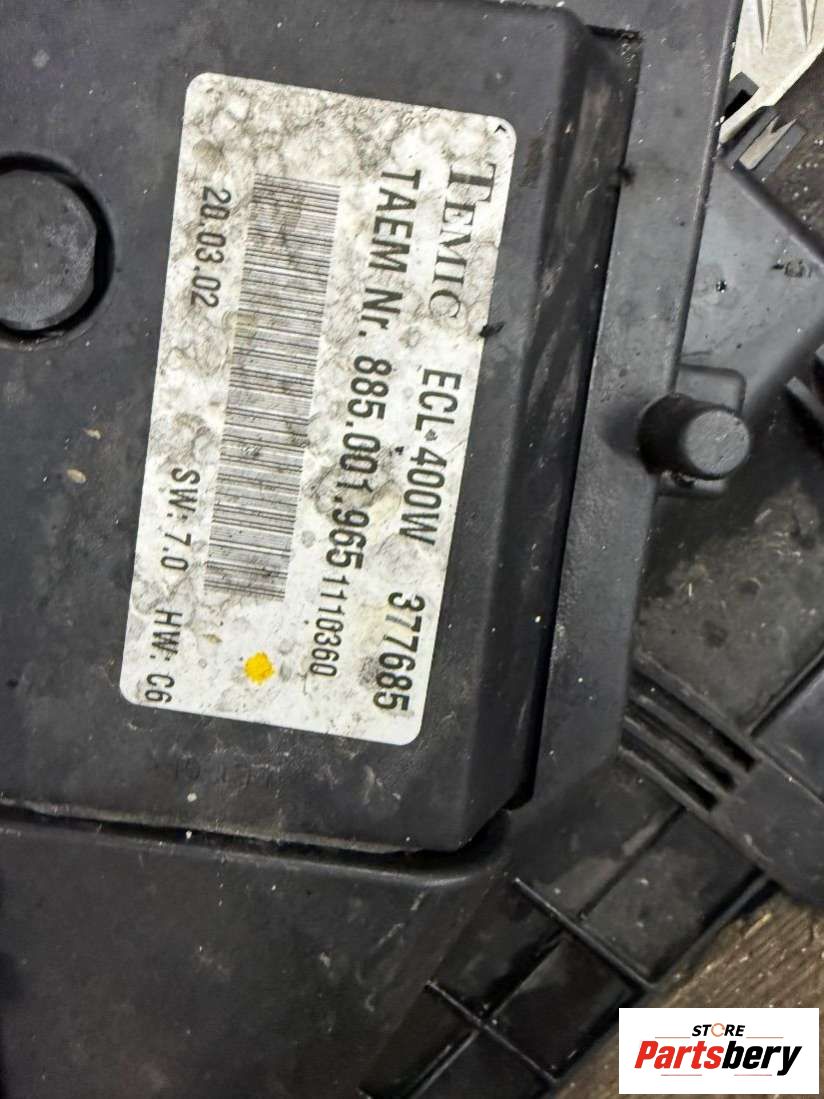 TEMIC ECL-400W 377685
TAEM Nr. 885.001.965 1110360
20.03.02 SW: 7.0 HW: C6
STORE
Partsbery